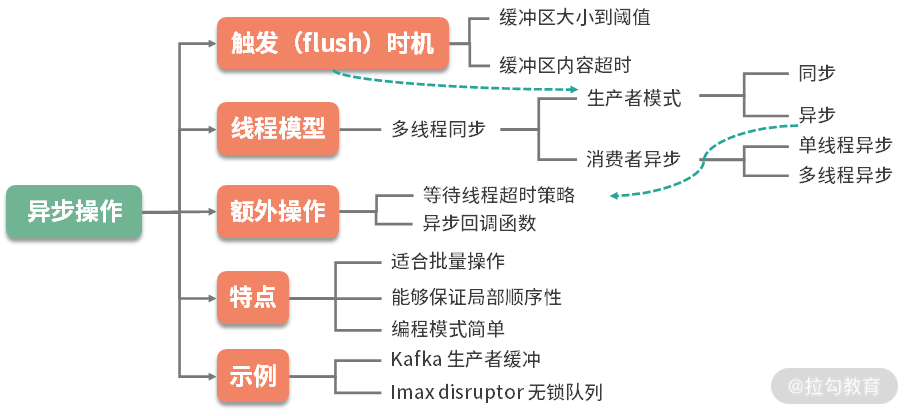 异步操作
触发（flush）时机
缓冲区大小到阈值
缓冲区内容超时
线程模型
多线程同步
生产者模式
同步
异步
消费者异步
单线程异步
多线程异步
额外操作
等待线程超时策略
异步回调函数
特点
适合批量操作
能够保证局部顺序性
编程模式简单
示例
Kafka 生产者缓冲
Imax disruptor 无锁队列
@拉勾教育